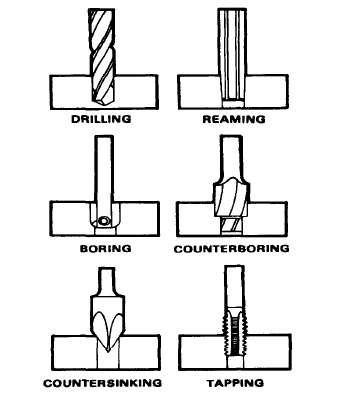 DRILLING
REAMING
BORING
COUNTERBORING
COUNTERSINKING
TAPPING